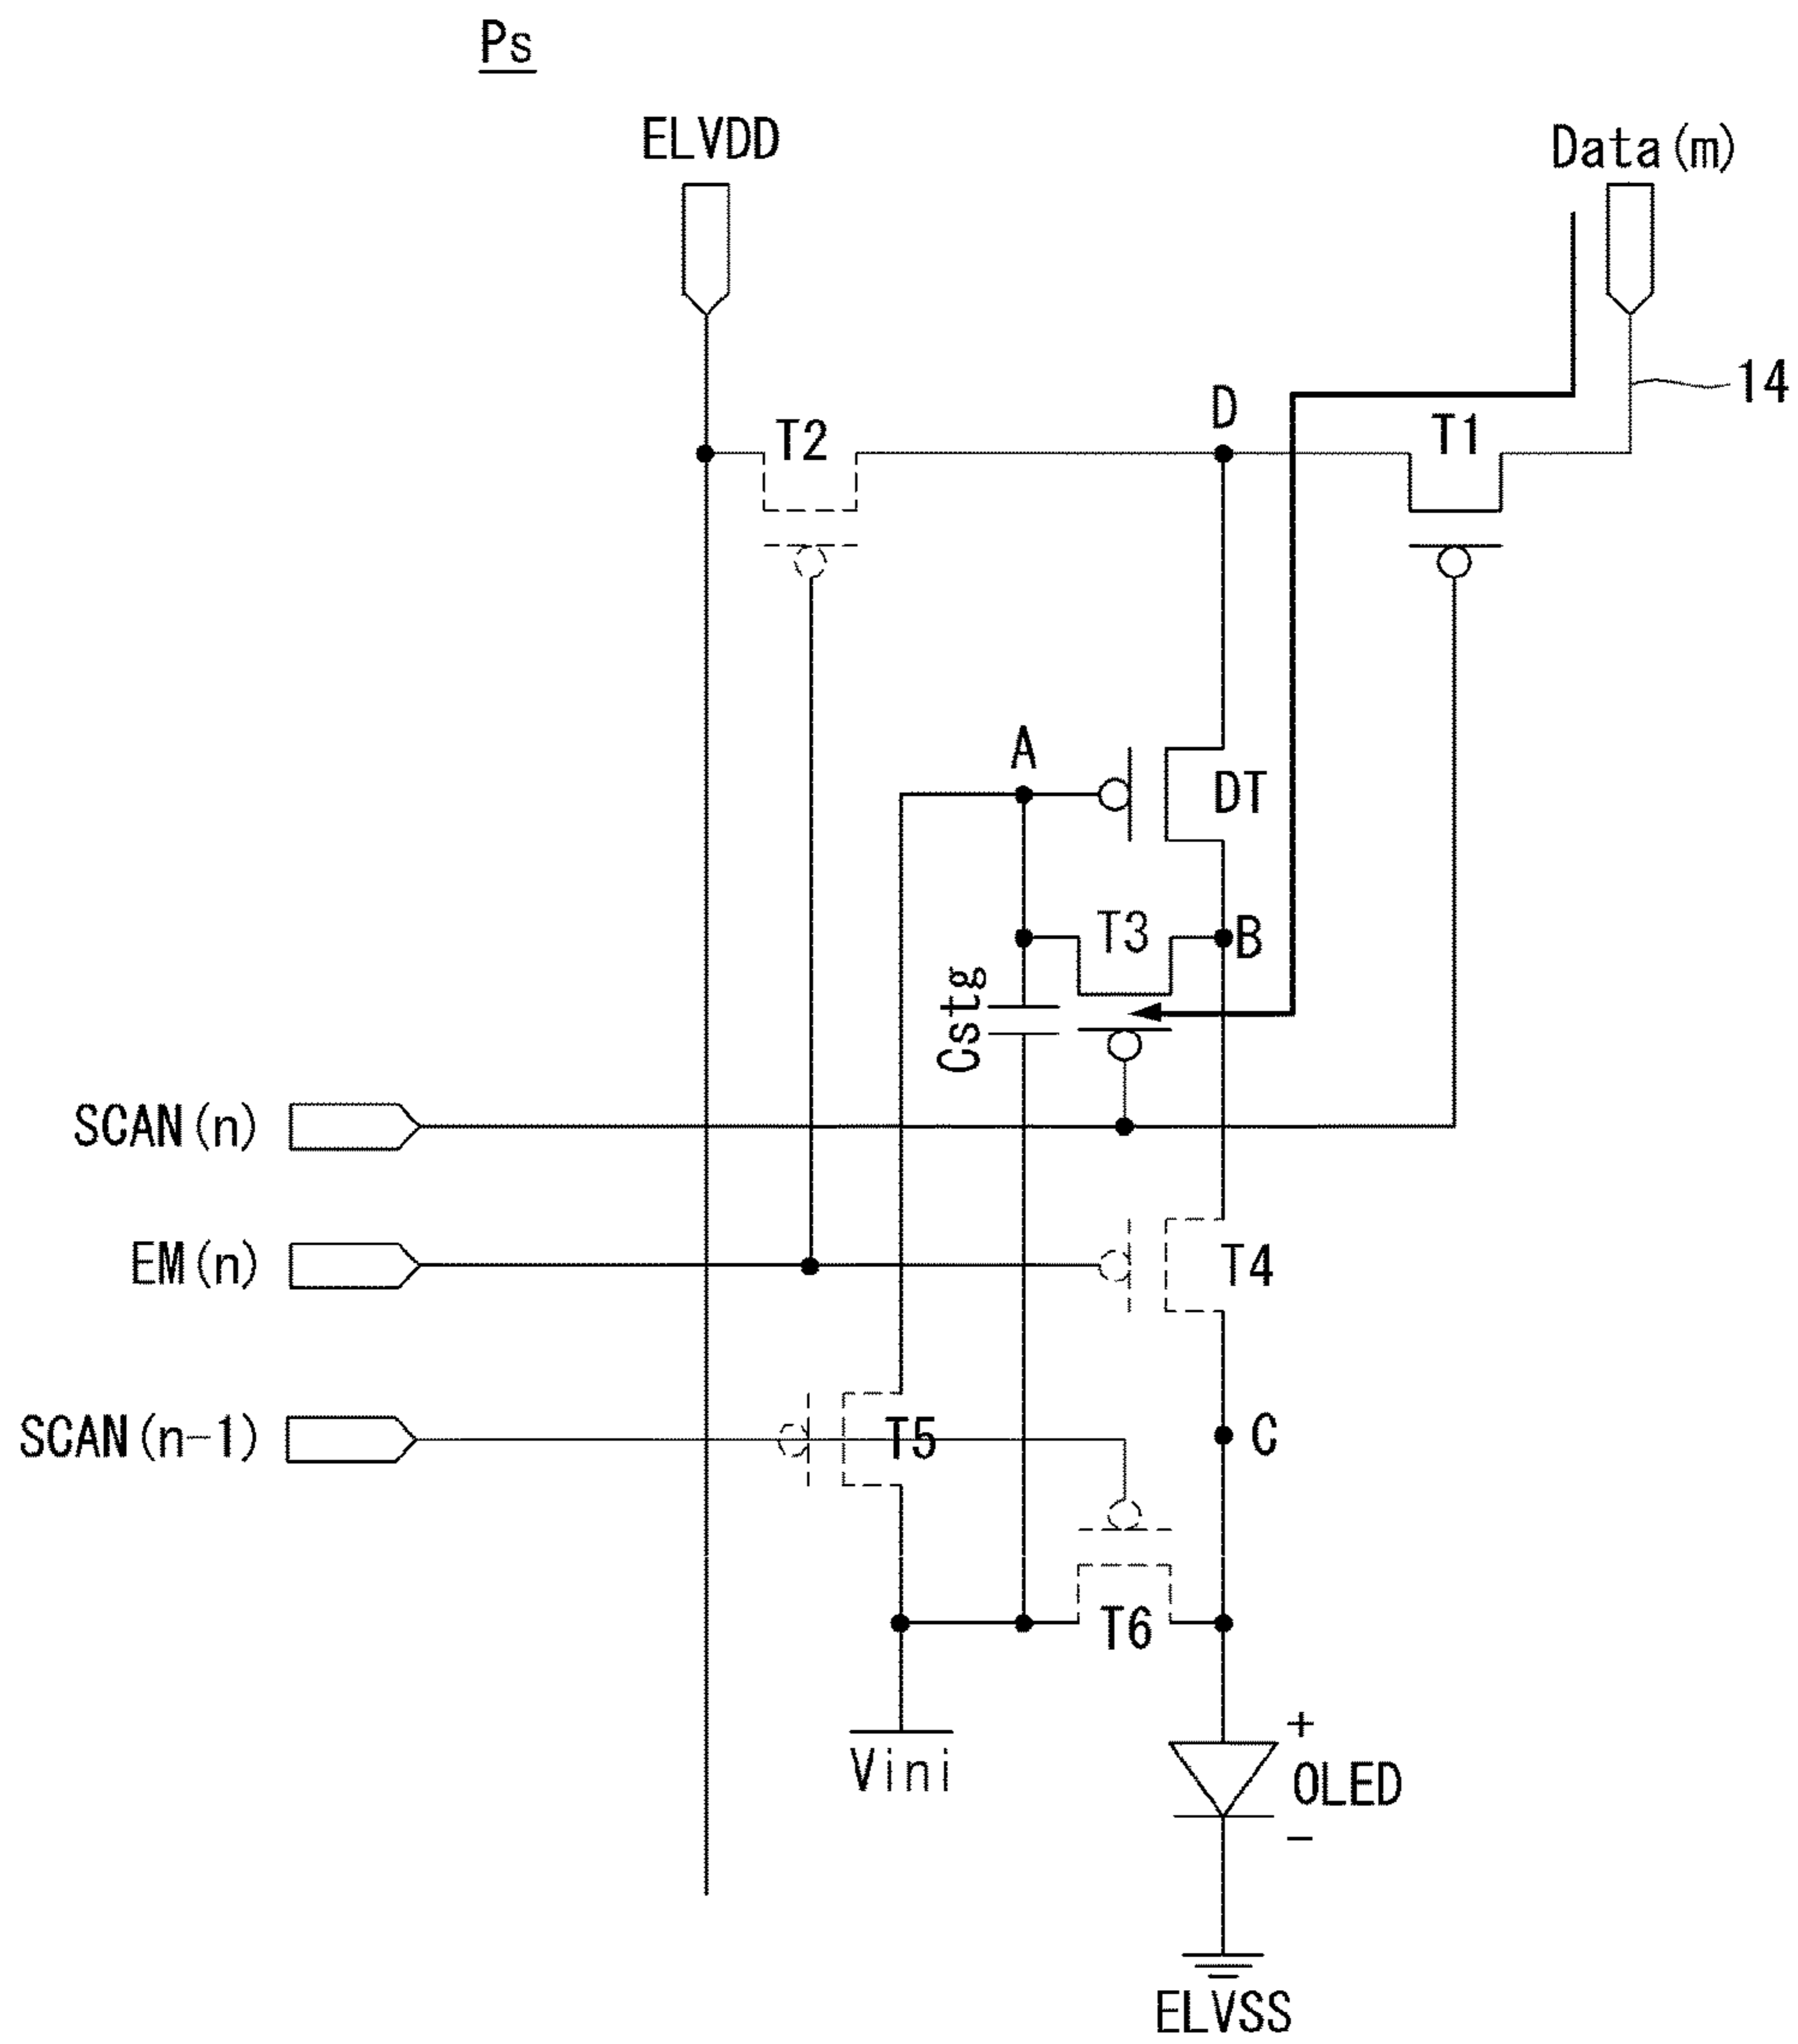 Ps
ELVDD
Data(m)
14
D
T1
T2
A
DT
T3
B
Cstg
SCAN(n)
EM(n)
T4
SCAN(n-1)
T5
C
T6
Vini
+
OLED
-
ELVSS